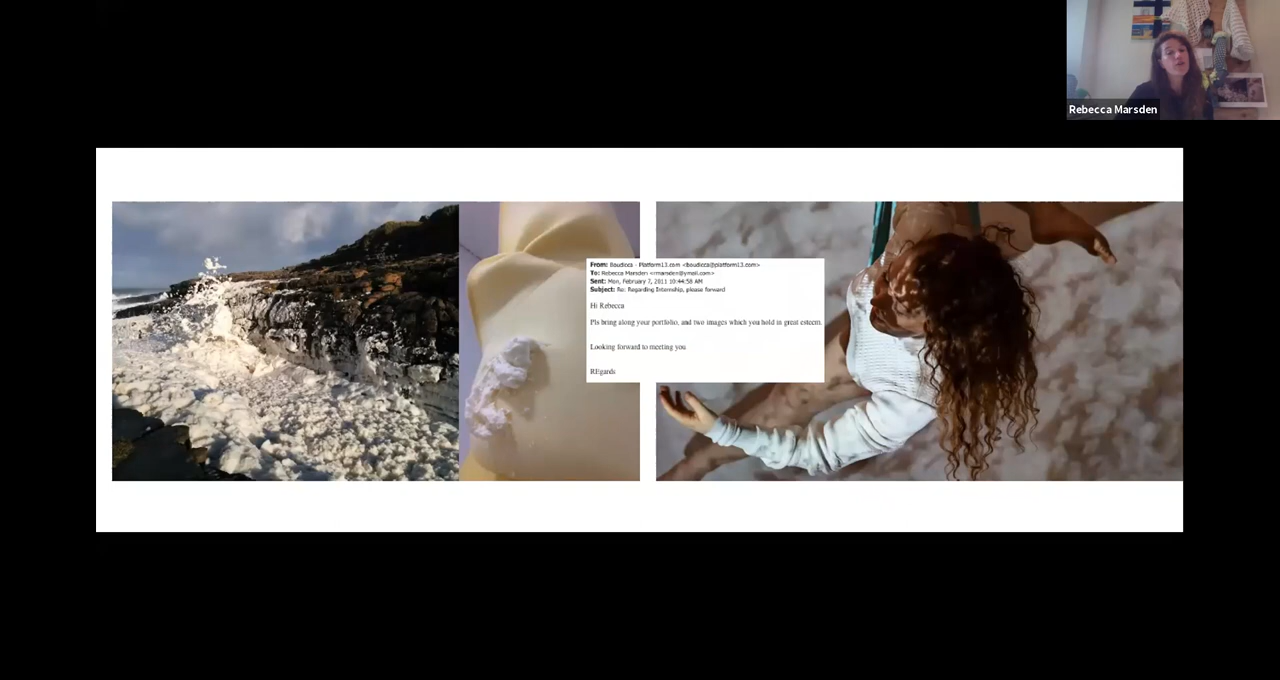 Rebecca Marsden
From: Boudicca - Platform13.com <boudicca@platform13.com>
To: Rebecca Marsden <rmarsden@ymail.com>
Sent: Mon, February 7, 2011 10:44:58 AM
Subject: Re: Regarding Internship, please forward
Hi Rebecca
Pls bring along your portfolio, and two images which you hold in great esteem.
Looking forward to meeting you
REgards